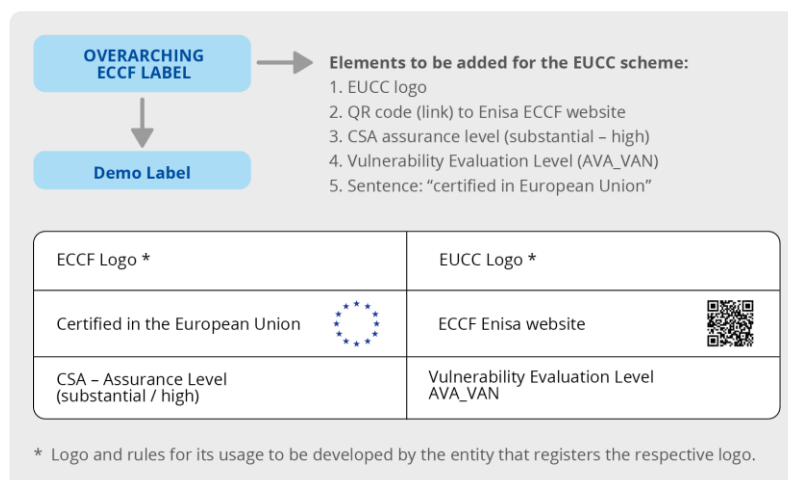 OVERARCHING
ECCF LABEL
Demo Label
Elements to be added for the EUCC scheme:
1. EUCC logo
2. QR code (link) to Enisa ECCF website
3. CSA assurance level (substantial – high)
4. Vulnerability Evaluation Level (AVA_VAN)
5. Sentence: “certified in European Union”
ECCF Logo *
EUCC Logo *
Certified in the European Union
ECCF Enisa website
CSA – Assurance Level
(substantial / high)
Vulnerability Evaluation Level
AVA_VAN
* Logo and rules for its usage to be developed by the entity that registers the respective logo.